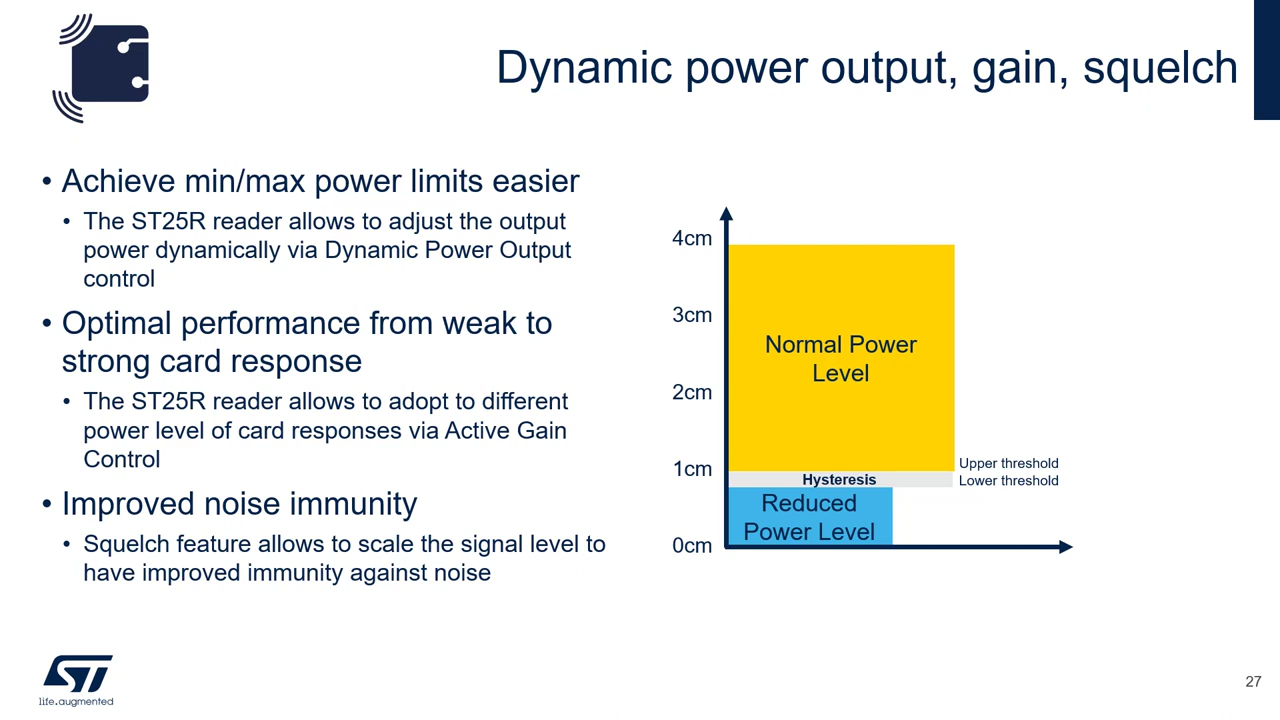 Dynamic power output, gain, squelch
• Achieve min/max power limits easier
• The ST25R reader allows to adjust the output
power dynamically via Dynamic Power Output
control
• Optimal performance from weak to
strong card response
• The ST25R reader allows to adopt to different
power level of card responses via Active Gain
Control
• Improved noise immunity
• Squelch feature allows to scale the signal level to
have improved immunity against noise
4cm
3cm
2cm
1cm
0cm
Normal Power
Level
Hysteresis
Reduced
Power Level
Upper threshold
Lower threshold
ST
life.augmented
27